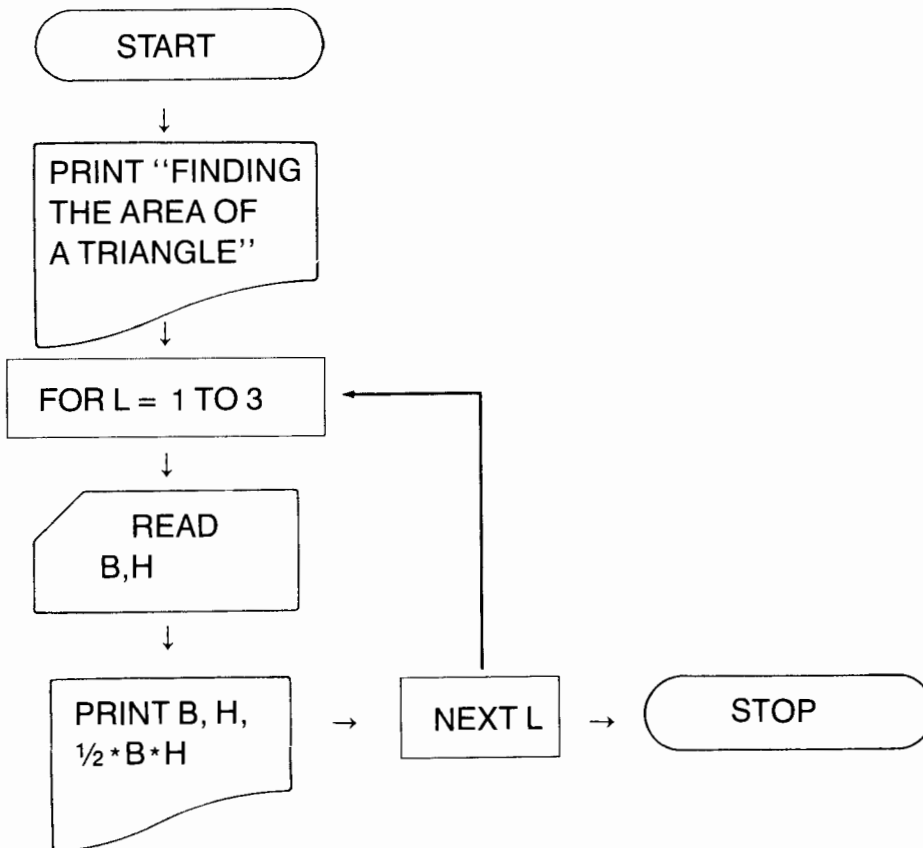 START
PRINT ‘‘FINDING
THE AREA OF
A TRIANGLE’’
FOR L = 1 TO 3
READ
B,H
PRINT B, H,
½*B*H
NEXT L
STOP